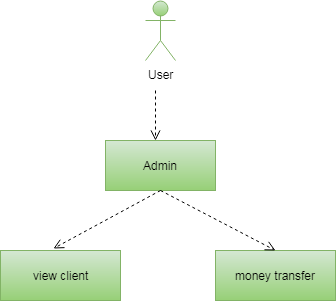 User
Admin
view client
money transfer